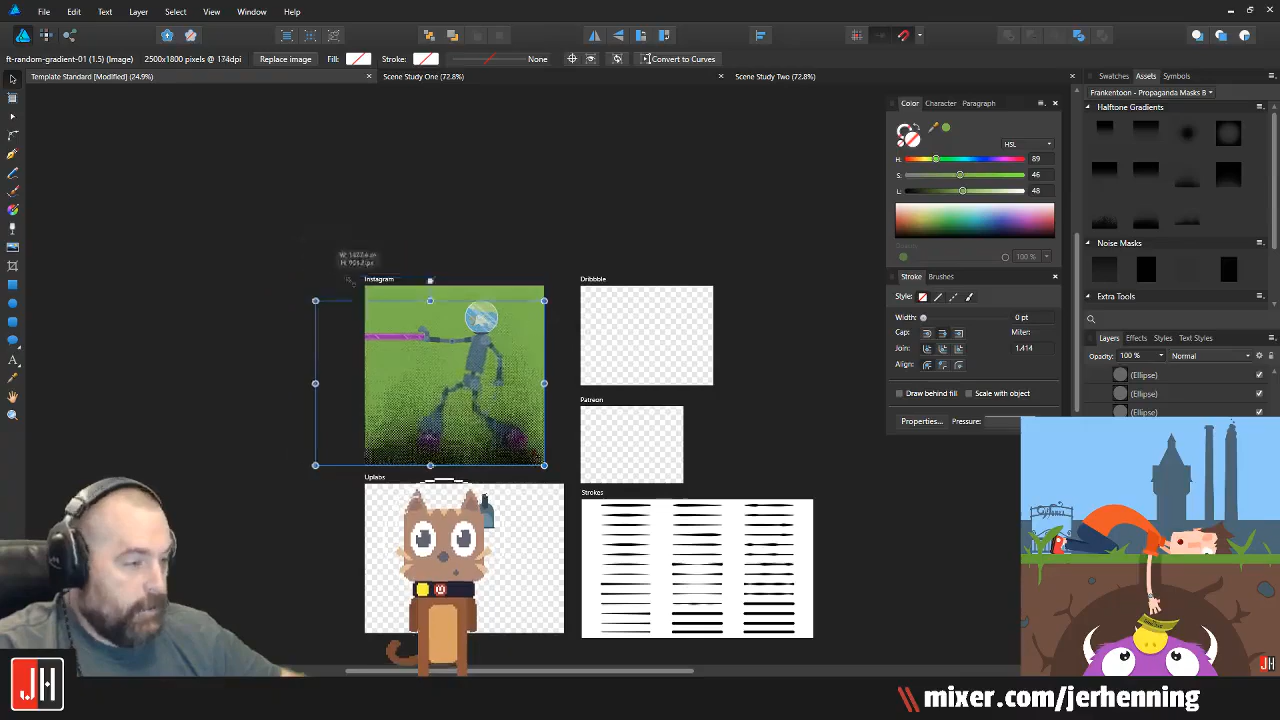 File Edit Text Layer Select View Window Help
ft-random-gradient-01 (1.5) (Image) 2500x1800 pixels @ 174dpi Replace image Fill: Stroke: None Convert to Curves
Template Standard [Modified] (24.9%) × Scene Study One (72.8%) × Scene Study Two (72.8%) ×
Swatches Assets Symbols
Frankentoon - Propaganda Masks B
Halftone Gradients
Color Character Paragraph
HSL
H: 89
S: 46
L: 48
Opacity
100 %
Noise Masks
Extra Tools
Stroke Brushes
Style:
Width: 0 pt
Cap: Miter:
Join: 1.414
Align:
Draw behind fill Scale with object
Properties... Pressure:
Layers Effects Styles Text Styles
Opacity: 100 % Normal
(Ellipse)
(Ellipse)
(Ellipse)
Instagram
Dribbble
Patreon
Uplabs
Strokes
JH
JH
\\ mixer.com/jerhenning